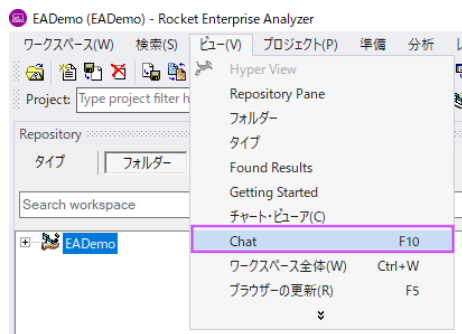 EADemo (EADemo) - Rocket Enterprise Analyzer
ワークスペース(W) 検索(S) ビュー(V) プロジェクト(P) 準備 分析
Project: Type project filter h
Repository
タイプ フォルダー
Search workspace
EADemo
Hyper View
Repository Pane
フォルダー
タイプ
Found Results
Getting Started
チャート・ビューア(C)
Chat F10
ワークスペース全体(W) Ctrl+W
ブラウザーの更新(R) F5